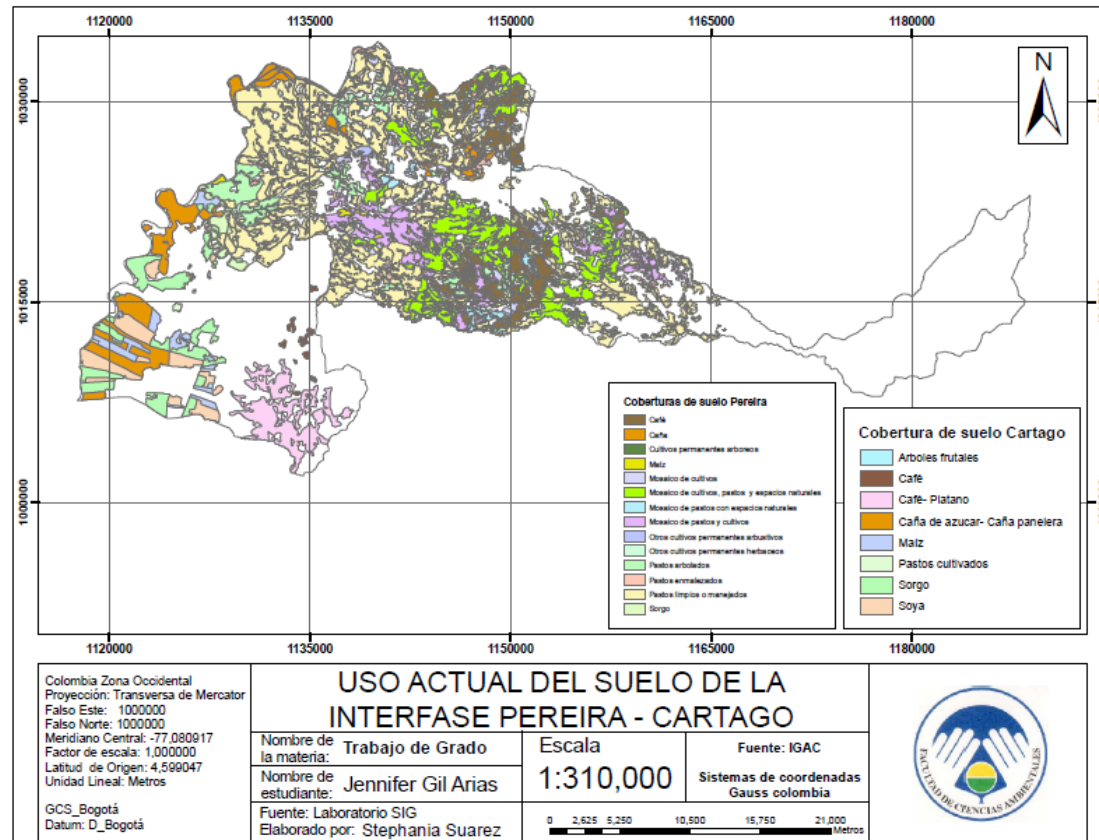 1120000 1135000 1150000 1165000 1180000
1030000
1015000
1000000
N
Coberturas de suelo Pereira
Café
Caña
Cultivos permanentes arboreos
Maiz
Mosaico de cultivos
Mosaico de cultivos, pastos y espacios naturales
Mosaico de pastos con espacios naturales
Mosaico de pastos y cultivos
Otros cultivos permanentes arbustivos
Otros cultivos permanentes herbaceos
Pastos arbolados
Pastos enmalezados
Pastos limpios o manejados
Sorgo
Cobertura de suelo Cartago
Arboles frutales
Café
Café- Platano
Caña de azucar- Caña panelera
Maiz
Pastos cultivados
Sorgo
Soya
1120000 1135000 1150000 1165000 1180000
Colombia Zona Occidental
Proyección: Transversa de Mercator
Falso Este: 1000000
Falso Norte: 1000000
Meridiano Central: -77,080917
Factor de escala: 1,000000
Latitud de Origen: 4,599047
Unidad Lineal: Metros
GCS_Bogotá
Datum: D_Bogotá
USO ACTUAL DEL SUELO DE LA
INTERFASE PEREIRA - CARTAGO
Nombre de
la materia: Trabajo de Grado
Nombre de
estudiante: Jennifer Gil Arias
Fuente: Laboratorio SIG
Elaborado por: Stephania Suarez
Escala
1:310,000
Fuente: IGAC
Sistemas de coordenadas
Gauss colombia
0 2,625 5,250 10,500 15,750 21,000
Metros
FACULTAD DE CIENCIAS AMBIENTALES